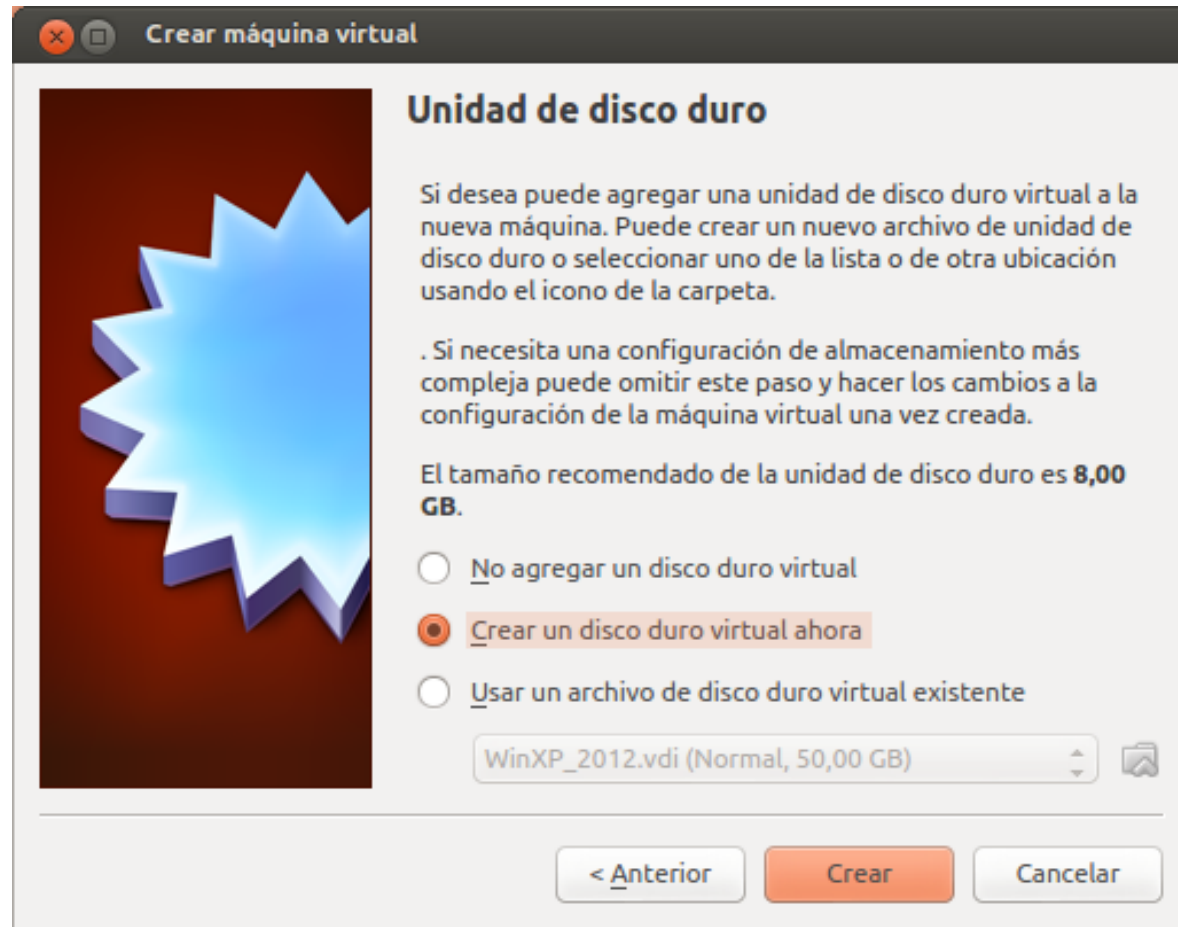 Crear máquina virtual
Unidad de disco duro
Si desea puede agregar una unidad de disco duro virtual a la
nueva máquina. Puede crear un nuevo archivo de unidad de
disco duro o seleccionar uno de la lista o de otra ubicación
usando el icono de la carpeta.
. Si necesita una configuración de almacenamiento más
compleja puede omitir este paso y hacer los cambios a la
configuración de la máquina virtual una vez creada.
El tamaño recomendado de la unidad de disco duro es 8,00
GB.
No agregar un disco duro virtual
Crear un disco duro virtual ahora
Usar un archivo de disco duro virtual existente
WinXP_2012.vdi (Normal, 50,00 GB)
< Anterior
Crear
Cancelar